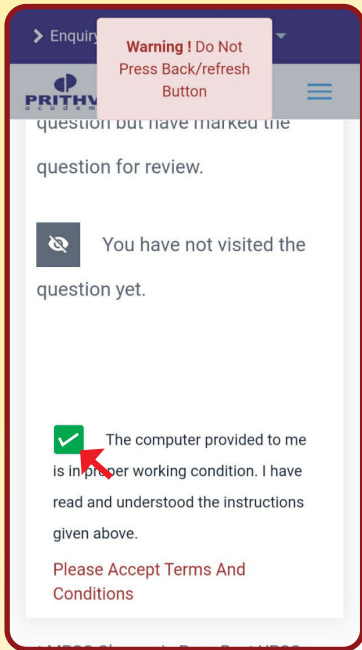 Enquiry
Warning ! Do Not
Press Back/refresh
Button
PRITHV
question but have marked the
question for review.
You have not visited the
question yet.
The computer provided to me
is in proper working condition. I have
read and understood the instructions
given above.
Please Accept Terms And
Conditions